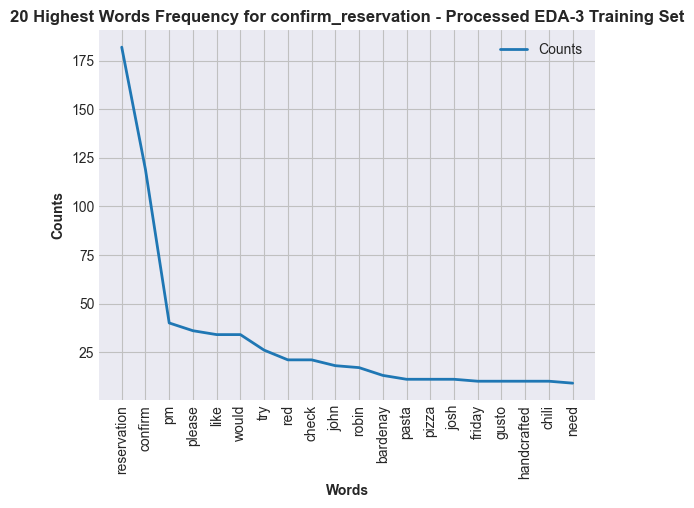 20 Highest Words Frequency for confirm_reservation - Processed EDA-3 Training Set
Counts
175
150
125
100
75
50
25
Counts
reservation
confirm
pm
please
like
would
try
red
check
john
robin
bardenay
pasta
pizza
josh
friday
gusto
handcrafted
chili
need
Words